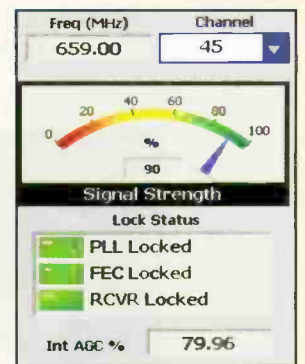 Freq (MHz) Channel
659.00 45
0 20 40 60 80 100
%
90
Signal Strength
Lock Status
PLL Locked
FEC Locked
RCVR Locked
Int AGC % 79.96